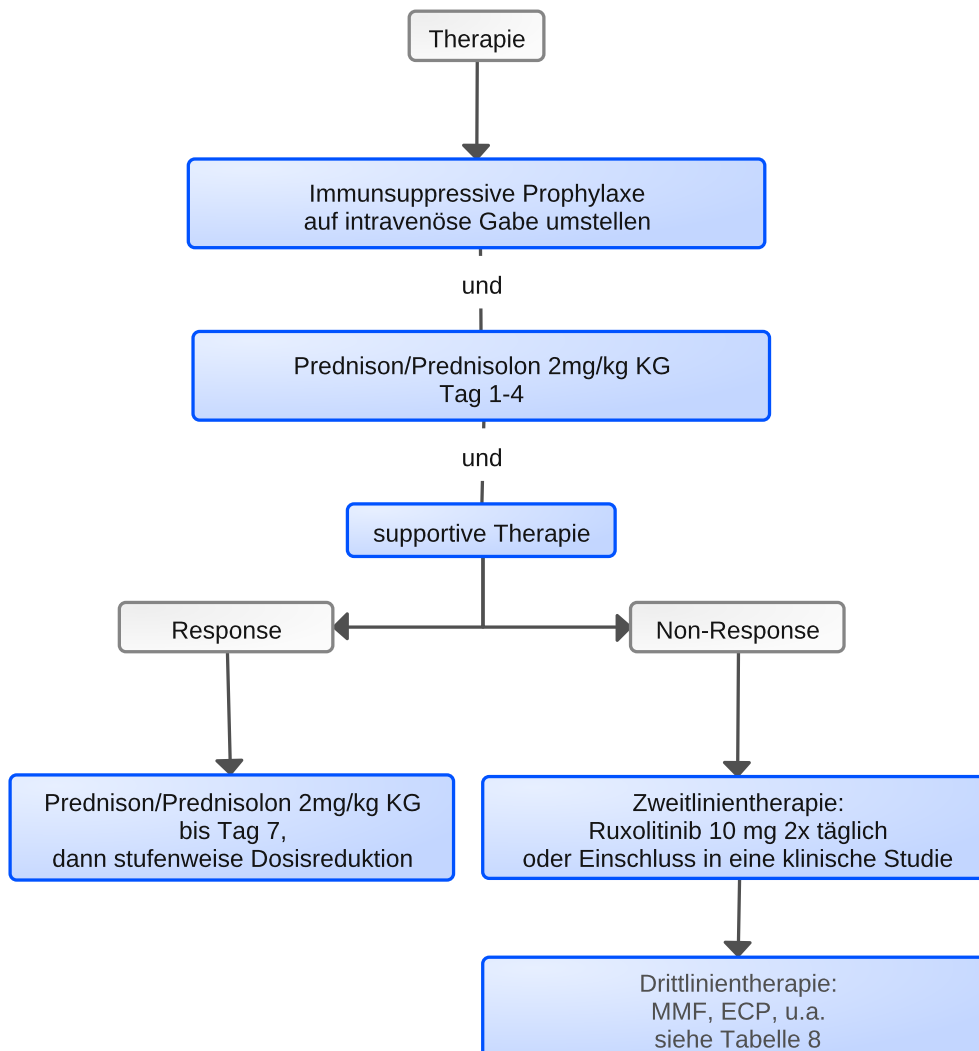 Therapie
Immunsuppressive Prophylaxe
auf intravenöse Gabe umstellen
und
Prednison/Prednisolon 2mg/kg KG
Tag 1-4
und
supportive Therapie
Response
Non-Response
Prednison/Prednisolon 2mg/kg KG
bis Tag 7,
dann stufenweise Dosisreduktion
Zweitlinientherapie:
Ruxolitinib 10 mg 2x täglich
oder Einschluss in eine klinische Studie
Drittlinientherapie:
MMF, ECP, u.a.
siehe Tabelle 8